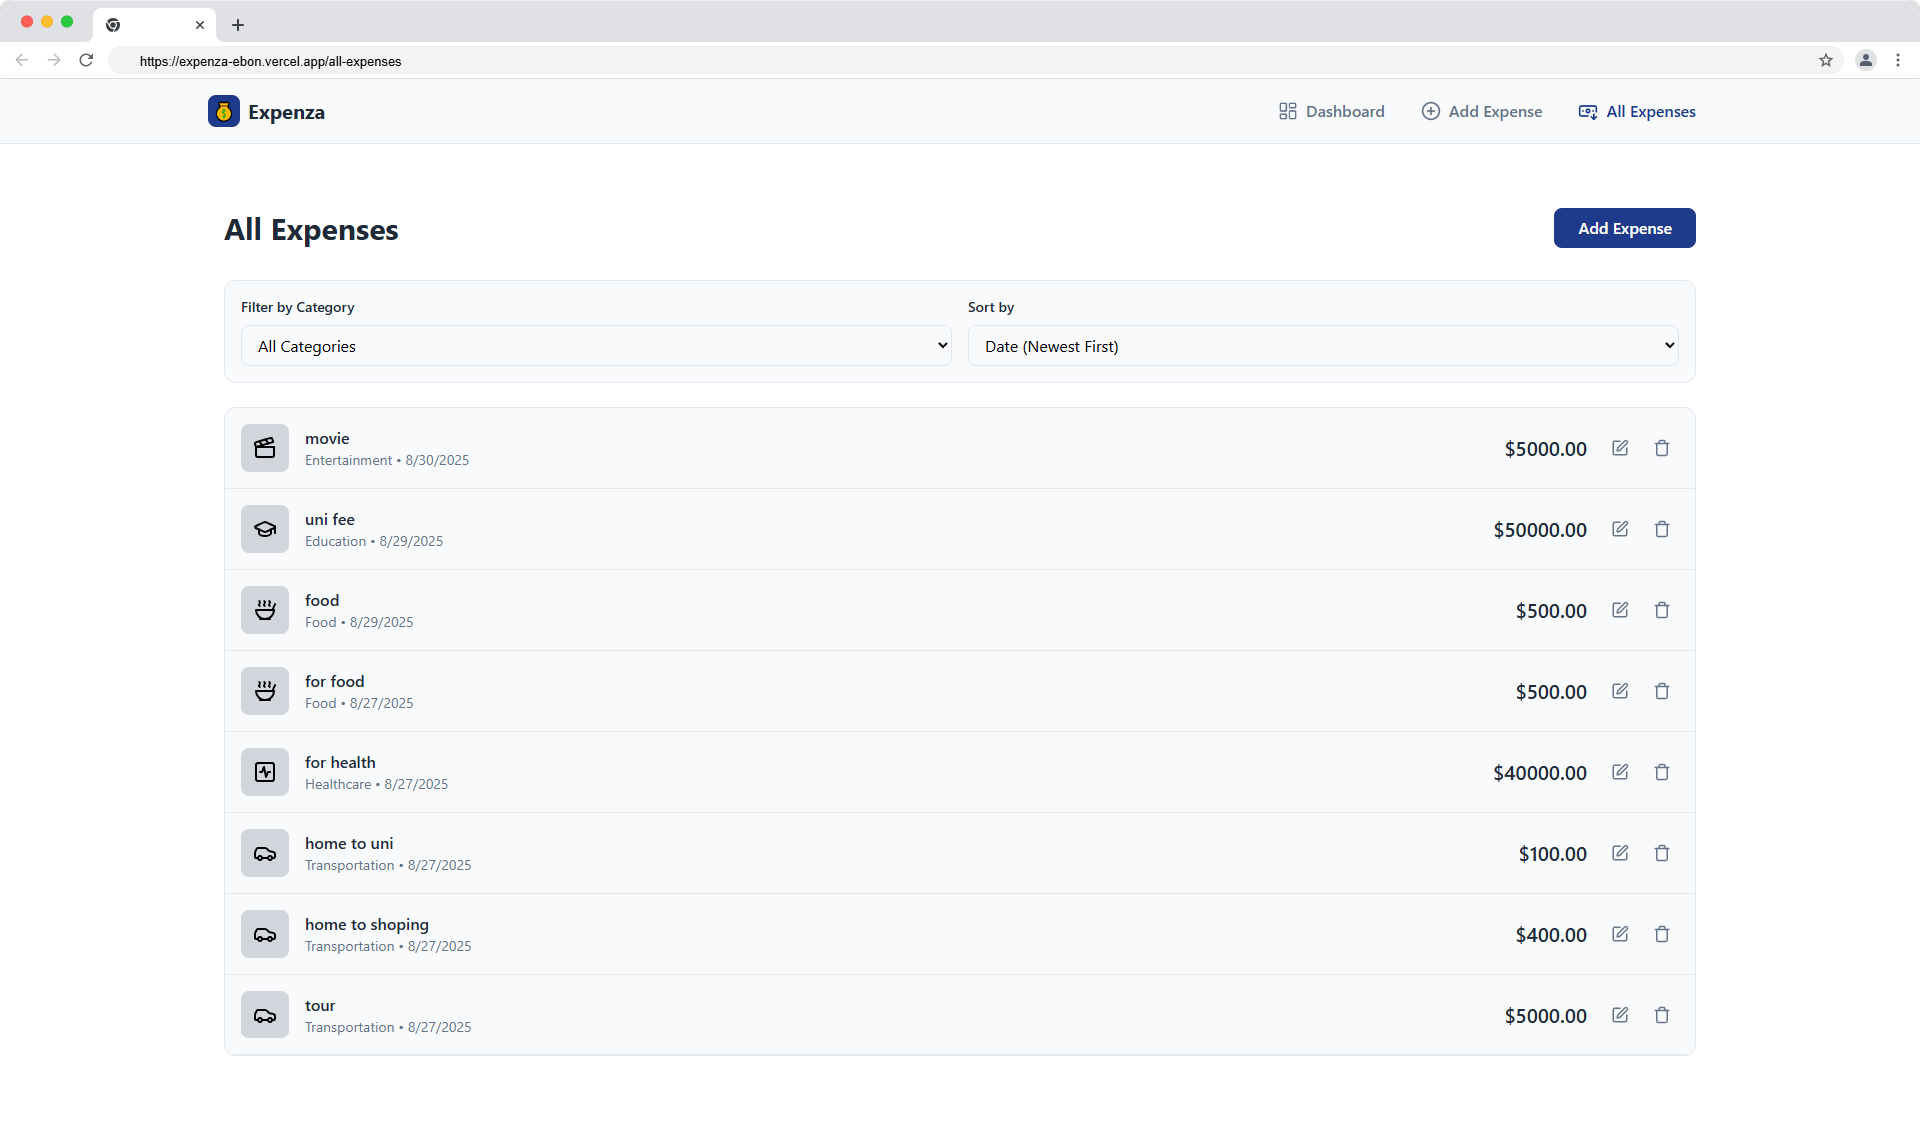 https://expenza-ebon.vercel.app/all-expenses
Expenza
Dashboard
Add Expense
All Expenses
All Expenses
Add Expense
Filter by Category
Sort by
All Categories
Date (Newest First)
movie
Entertainment • 8/30/2025
$5000.00
uni fee
Education • 8/29/2025
$50000.00
food
Food • 8/29/2025
$500.00
for food
Food • 8/27/2025
$500.00
for health
Healthcare • 8/27/2025
$40000.00
home to uni
Transportation • 8/27/2025
$100.00
home to shoping
Transportation • 8/27/2025
$400.00
tour
Transportation • 8/27/2025
$5000.00